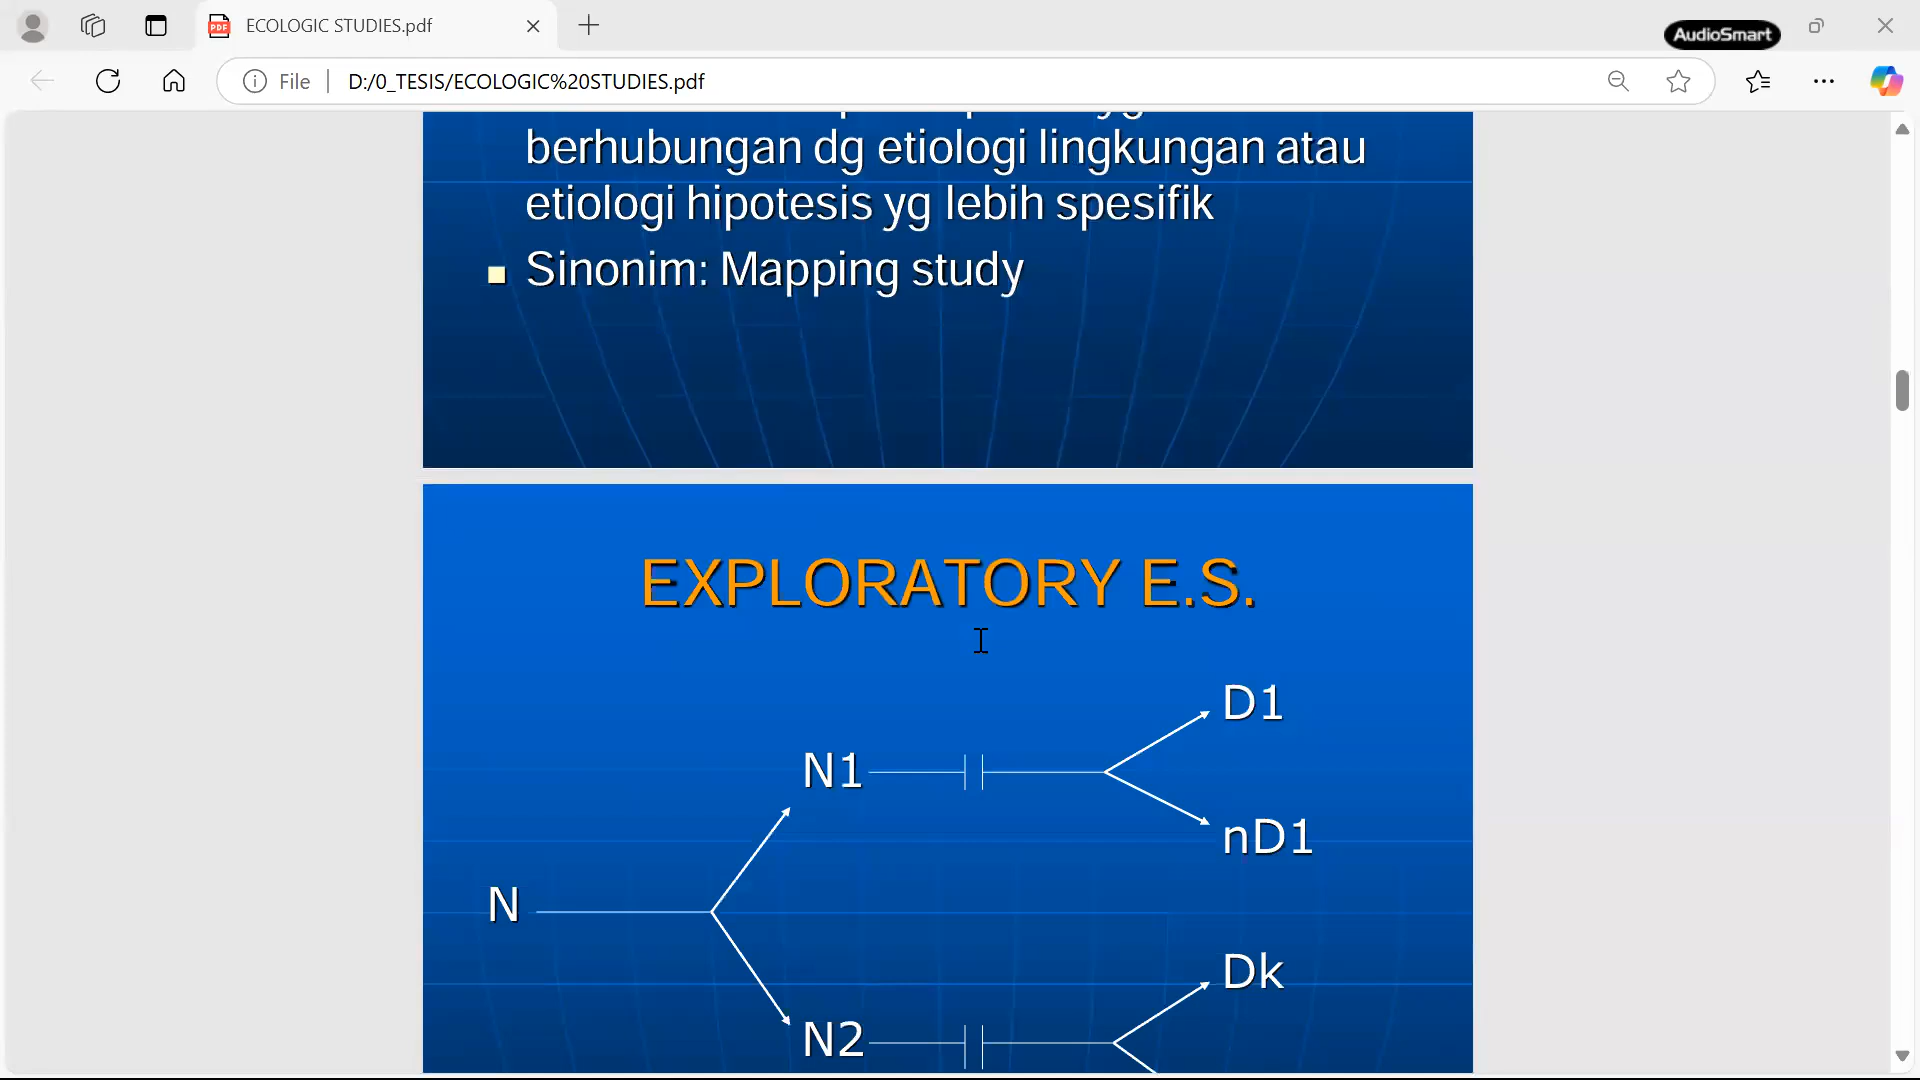 ECOLOGIC STUDIES.pdf
AudioSmart
File
D:/0_TESIS/ECOLOGIC%20STUDIES.pdf
berhubungan dg etiologi lingkungan atau
etiologi hipotesis yg lebih spesifik
Sinonim: Mapping study
EXPLORATORY E.S.
D1
N1
nD1
N
Dk
N2